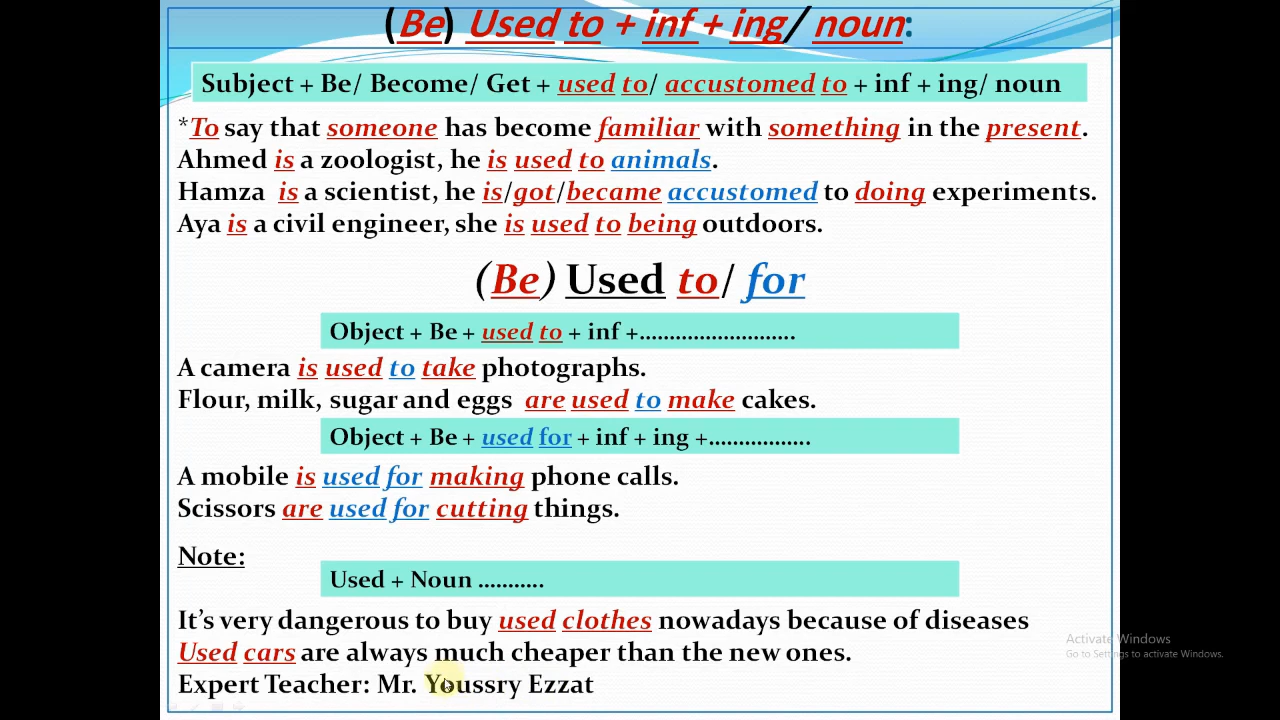 (Be) Used to + inf + ing/ noun:
Subject + Be/ Become/ Get + used to/ accustomed to + inf + ing/ noun
*To say that someone has become familiar with something in the present.
Ahmed is a zoologist, he is used to animals.
Hamza is a scientist, he is/got/became accustomed to doing experiments.
Aya is a civil engineer, she is used to being outdoors.
(Be) Used to/ for
Object + Be + used to + inf +..........................
A camera is used to take photographs.
Flour, milk, sugar and eggs are used to make cakes.
Object + Be + used for + inf + ing +.................
A mobile is used for making phone calls.
Scissors are used for cutting things.
Note:
Used + Noun ...........
It's very dangerous to buy used clothes nowadays because of diseases
Used cars are always much cheaper than the new ones.
Expert Teacher: Mr. Youssry Ezzat
Activate Windows
Go to Settings to activate Windows.